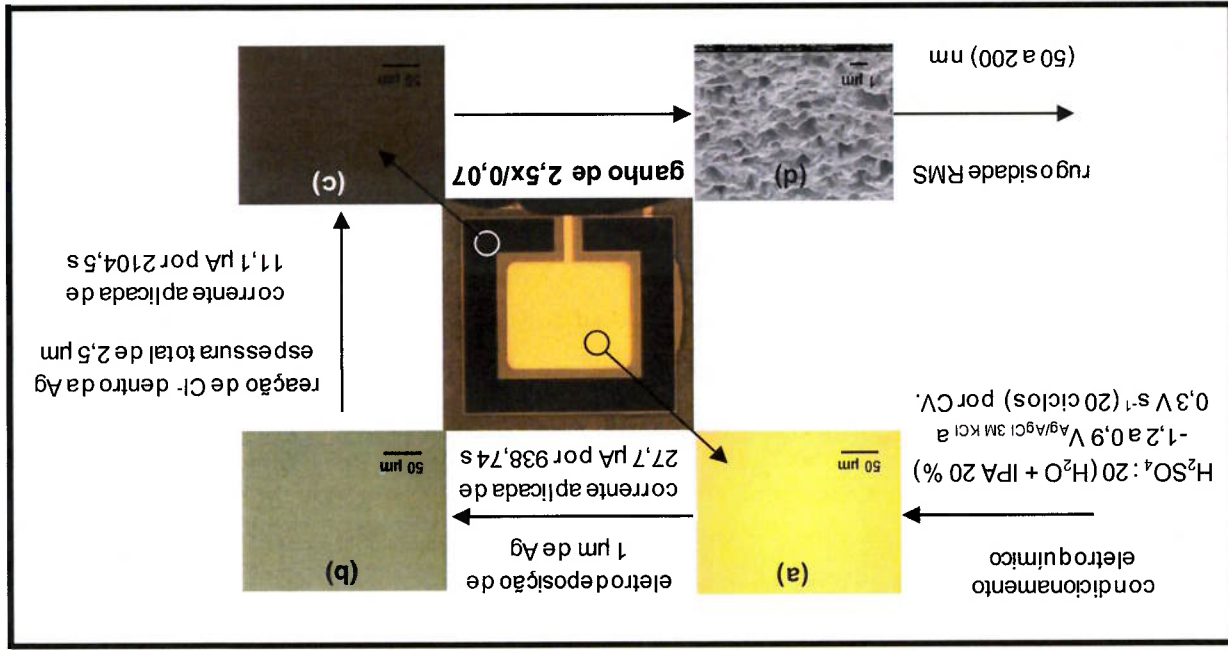 condicionamento
eletroquímico
H₂SO₄ : 20 (H₂O + IPA 20 %)
-1,2 a 0,9 V Ag/AgCl 3M KCl a
0,3 V s⁻¹ (20 ciclos) por CV.
(a)
50 µm
eletrodeposição de
1 µm de Ag
corrente aplicada de
27,7 µA por 938,74 s
(b)
50 µm
reação de Cl⁻ dentro da Ag
espessura total de 2,5 µm
corrente aplicada de
11,1 µA por 2104,5 s
(c)
50 µm
ganho de 2,5x/0,07
(d)
1 µm
rugosidade RMS
(50 a 200) nm